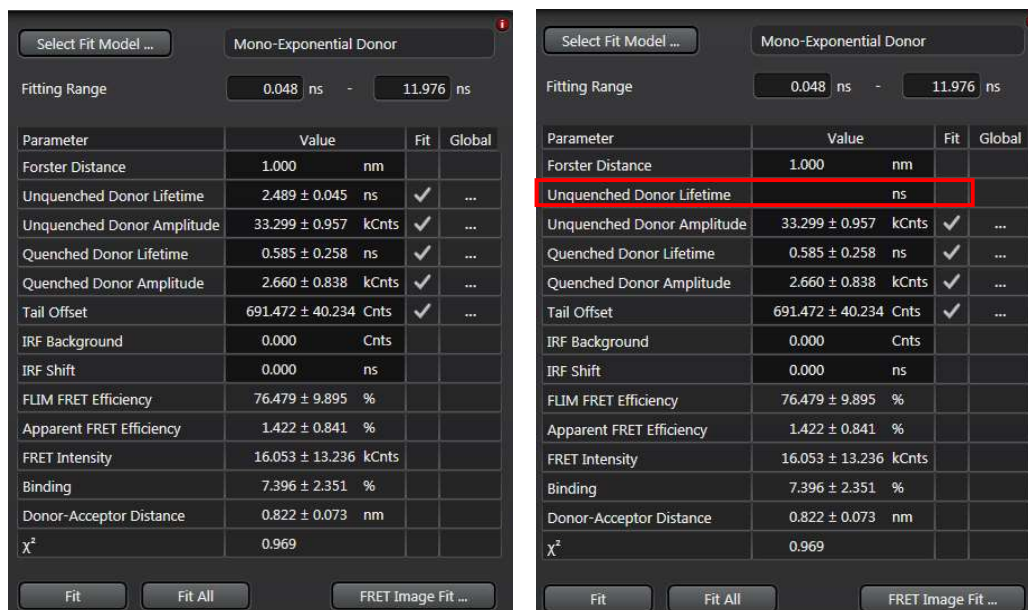 Select Fit Model ... Mono-Exponential Donor
Fitting Range 0.048 ns - 11.976 ns
Parameter Value Fit Global
Forster Distance 1.000 nm
Unquenched Donor Lifetime 2.489 ± 0.045 ns ✓ ...
Unquenched Donor Amplitude 33.299 ± 0.957 kCnts ✓ ...
Quenched Donor Lifetime 0.585 ± 0.258 ns ✓ ...
Quenched Donor Amplitude 2.660 ± 0.838 kCnts ✓ ...
Tail Offset 691.472 ± 40.234 Cnts ✓ ...
IRF Background 0.000 Cnts
IRF Shift 0.000 ns
FLIM FRET Efficiency 76.479 ± 9.895 %
Apparent FRET Efficiency 1.422 ± 0.841 %
FRET Intensity 16.053 ± 13.236 kCnts
Binding 7.396 ± 2.351 %
Donor-Acceptor Distance 0.822 ± 0.073 nm
χ² 0.969
Fit Fit All FRET Image Fit ...
Select Fit Model ... Mono-Exponential Donor
Fitting Range 0.048 ns - 11.976 ns
Parameter Value Fit Global
Forster Distance 1.000 nm
Unquenched Donor Lifetime ns
Unquenched Donor Amplitude 33.299 ± 0.957 kCnts ✓ ...
Quenched Donor Lifetime 0.585 ± 0.258 ns ✓ ...
Quenched Donor Amplitude 2.660 ± 0.838 kCnts ✓ ...
Tail Offset 691.472 ± 40.234 Cnts ✓ ...
IRF Background 0.000 Cnts
IRF Shift 0.000 ns
FLIM FRET Efficiency 76.479 ± 9.895 %
Apparent FRET Efficiency 1.422 ± 0.841 %
FRET Intensity 16.053 ± 13.236 kCnts
Binding 7.396 ± 2.351 %
Donor-Acceptor Distance 0.822 ± 0.073 nm
χ² 0.969
Fit Fit All FRET Image Fit ...